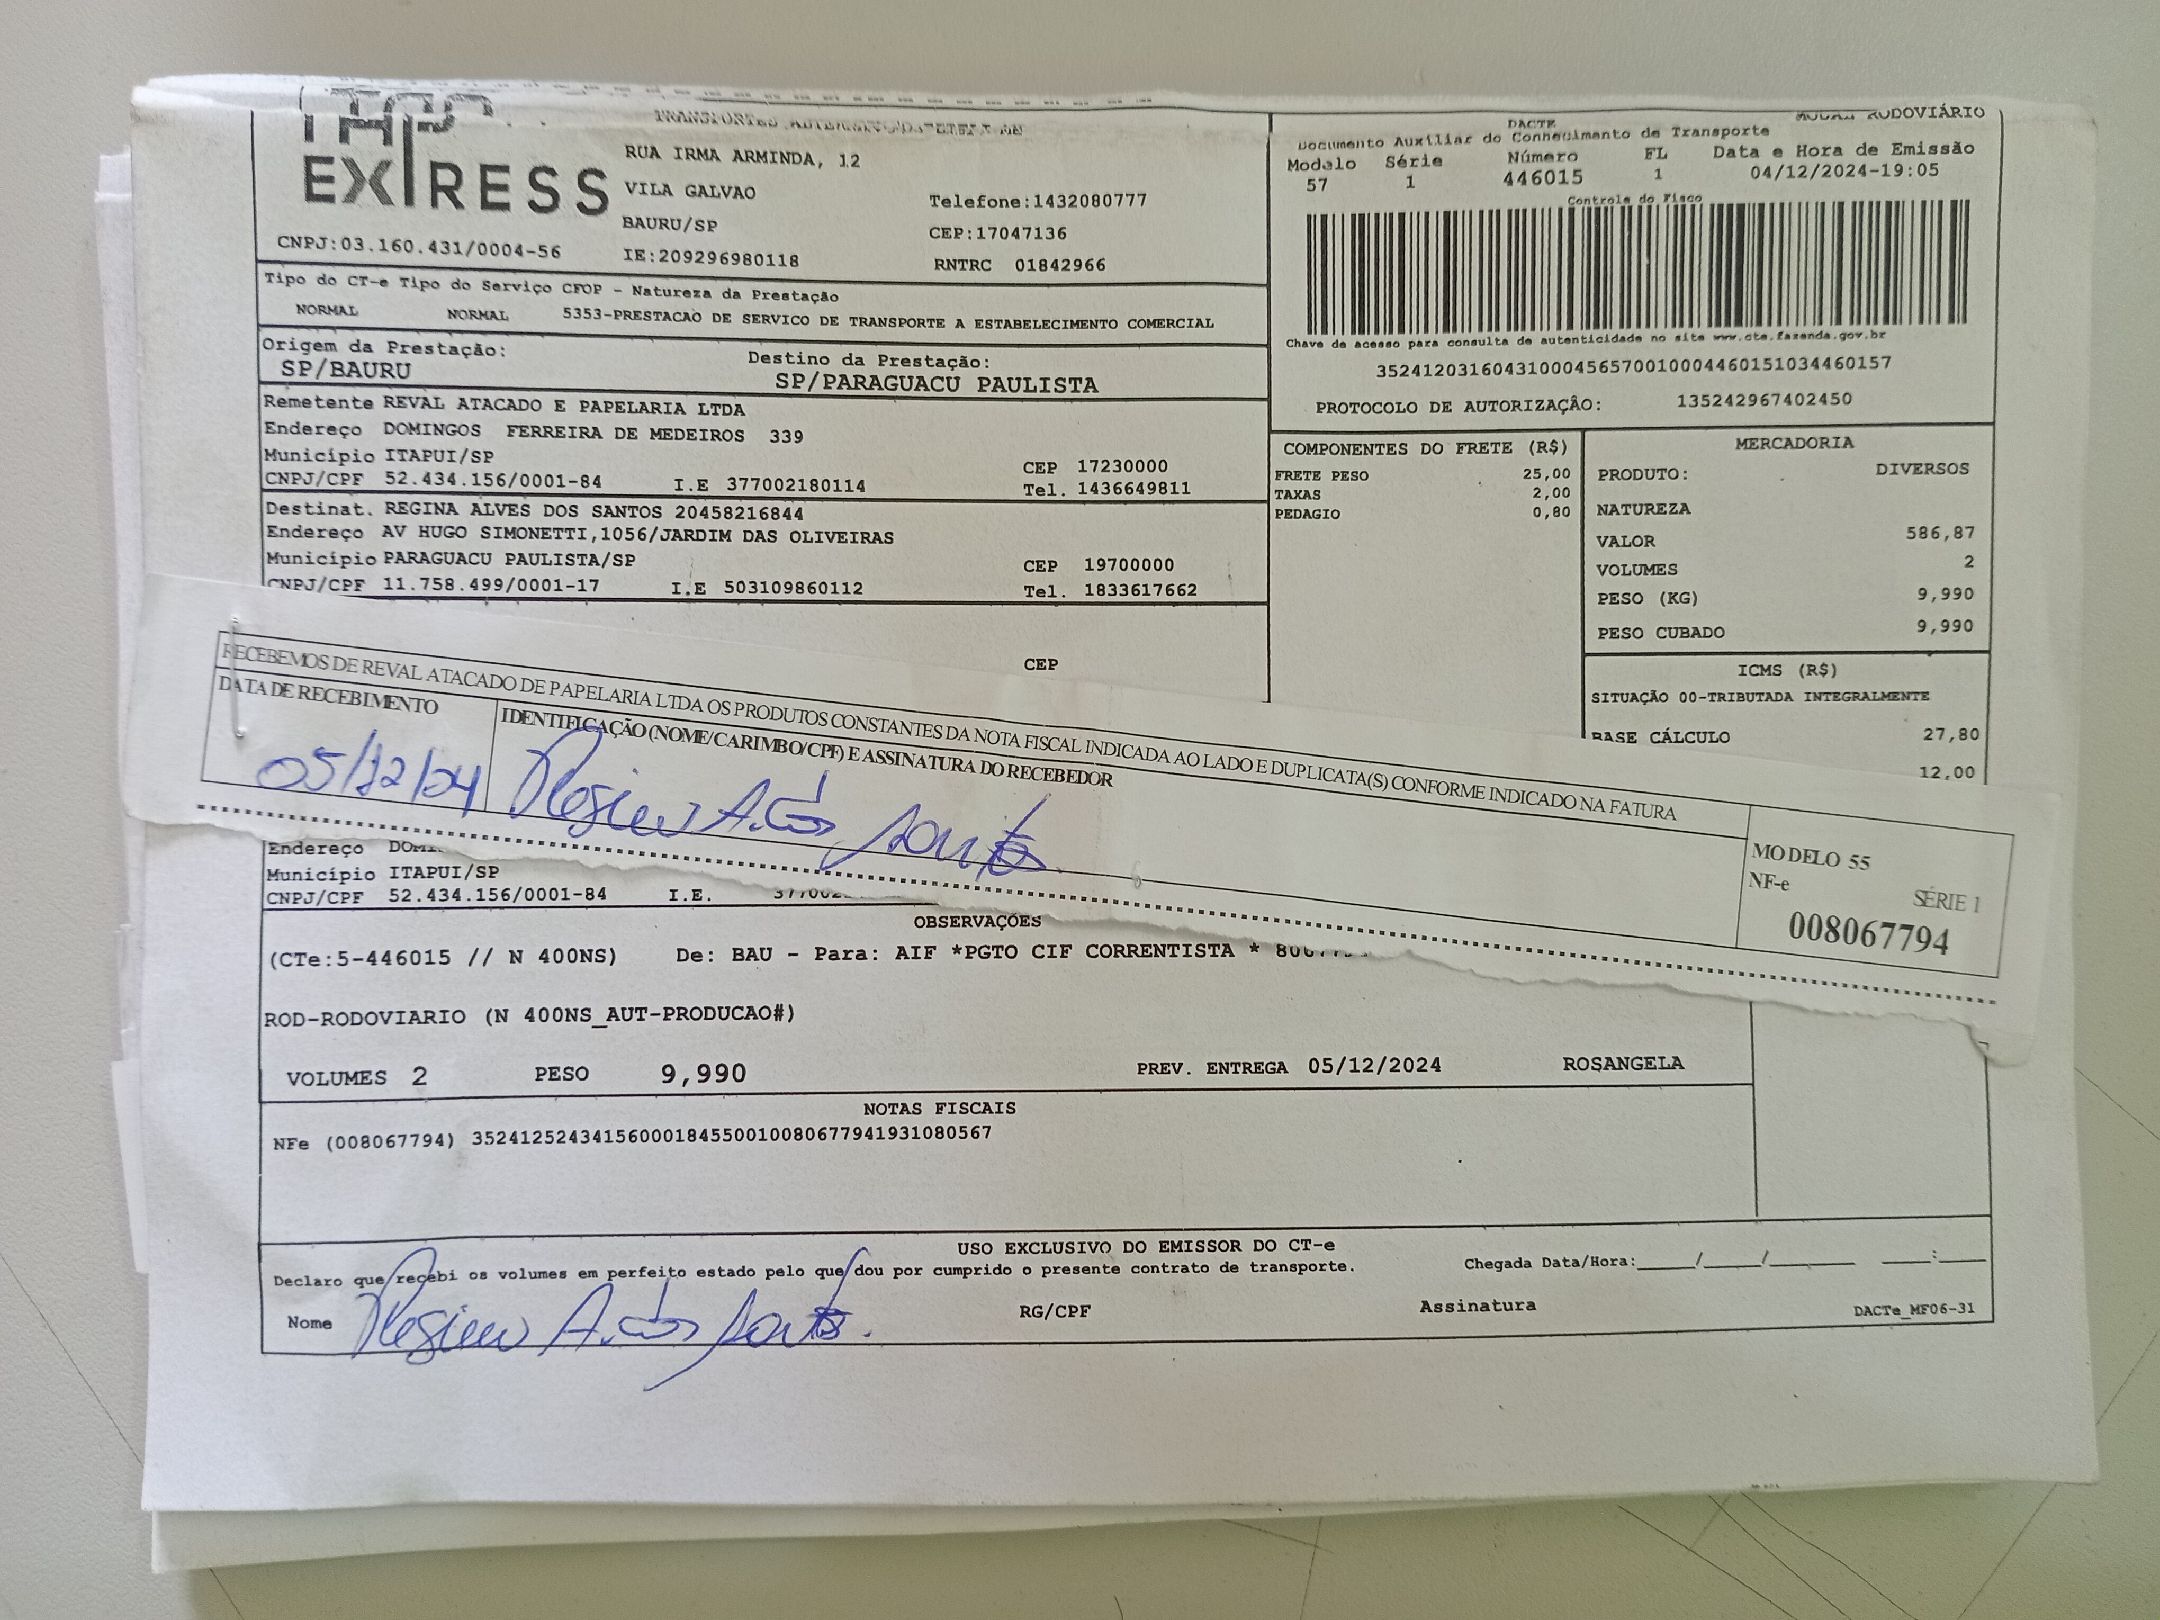 EXPRESS
RUA IRMA ARMINDA, 12
VILA GALVAO
Telefone:1432080777
BAURU/SP
CEP:17047136
CNPJ:03.160.431/0004-56
IE:209296980118
RNTRC 01842966
RODOVIÁRIO
DACTE
Documento Auxiliar do Conhecimento de Transporte
Modelo Série Número FL Data e Hora de Emissão
57 1 446015 1 04/12/2024-19:05
Controle do Fisco
Chave de acesso para consulta de autenticidade no site www.cte.fazenda.gov.br
35241203160431000456570010004460151034460157
PROTOCOLO DE AUTORIZAÇÂO: 135242967402450
Tipo do CT-e Tipo do Serviço CFOP - Natureza da Prestação
NORMAL NORMAL 5353-PRESTACAO DE SERVICO DE TRANSPORTE A ESTABELECIMENTO COMERCIAL
Origem da Prestação: Destino da Prestação:
SP/BAURU SP/PARAGUACU PAULISTA
Remetente REVAL ATACADO E PAPELARIA LTDA
Endereço DOMINGOS FERREIRA DE MEDEIROS 339
Município ITAPUI/SP CEP 17230000
CNPJ/CPF 52.434.156/0001-84 I.E 377002180114 Tel. 1436649811
Destinat. REGINA ALVES DOS SANTOS 20458216844
Endereço AV HUGO SIMONETTI,1056/JARDIM DAS OLIVEIRAS
Município PARAGUACU PAULISTA/SP CEP 19700000
CNPJ/CPF 11.758.499/0001-17 I.E 503109860112 Tel. 1833617662
CEP
COMPONENTES DO FRETE (R$)
FRETE PESO 25,00
TAXAS 2,00
PEDAGIO 0,80
MERCADORIA
PRODUTO: DIVERSOS
NATUREZA
VALOR 586,87
VOLUMES 2
PESO (KG) 9,990
PESO CUBADO 9,990
ICMS (R$)
SITUAÇÃO 00-TRIBUTADA INTEGRALMENTE
BASE CÁLCULO 27,80
12,00
RECEBEMOS DE REVAL ATACADO DE PAPELARIA LTDA OS PRODUTOS CONSTANTES DA NOTA FISCAL INDICADA AO LADO E DUPLICATA(S) CONFORME INDICADO NA FATURA
DATA DE RECEBIMENTO
IDENTIFICAÇÃO (NOME/CARIMBO/CPF) E ASSINATURA DO RECEBEDOR
05/12/24 Regina A. dos Santos
MODELO 55
NF-e SÉRIE 1
008067794
Endereço
Município ITAPUI/SP
CNPJ/CPF 52.434.156/0001-84 I.E.
OBSERVAÇÕES
(CTe:5-446015 // N 400NS) De: BAU - Para: AIF *PGTO CIF CORRENTISTA *
ROD-RODOVIARIO (N 400NS_AUT-PRODUCAO#)
VOLUMES 2 PESO 9,990 PREV. ENTREGA 05/12/2024 ROSANGELA
NOTAS FISCAIS
NFe (008067794) 35241252434156000184550010080677941931080567
USO EXCLUSIVO DO EMISSOR DO CT-e
Declaro que recebi os volumes em perfeito estado pelo que dou por cumprido o presente contrato de transporte. Chegada Data/Hora:____/____/______ ____:____
Nome Regina A. dos Santos. RG/CPF Assinatura DACTe_MF06-31